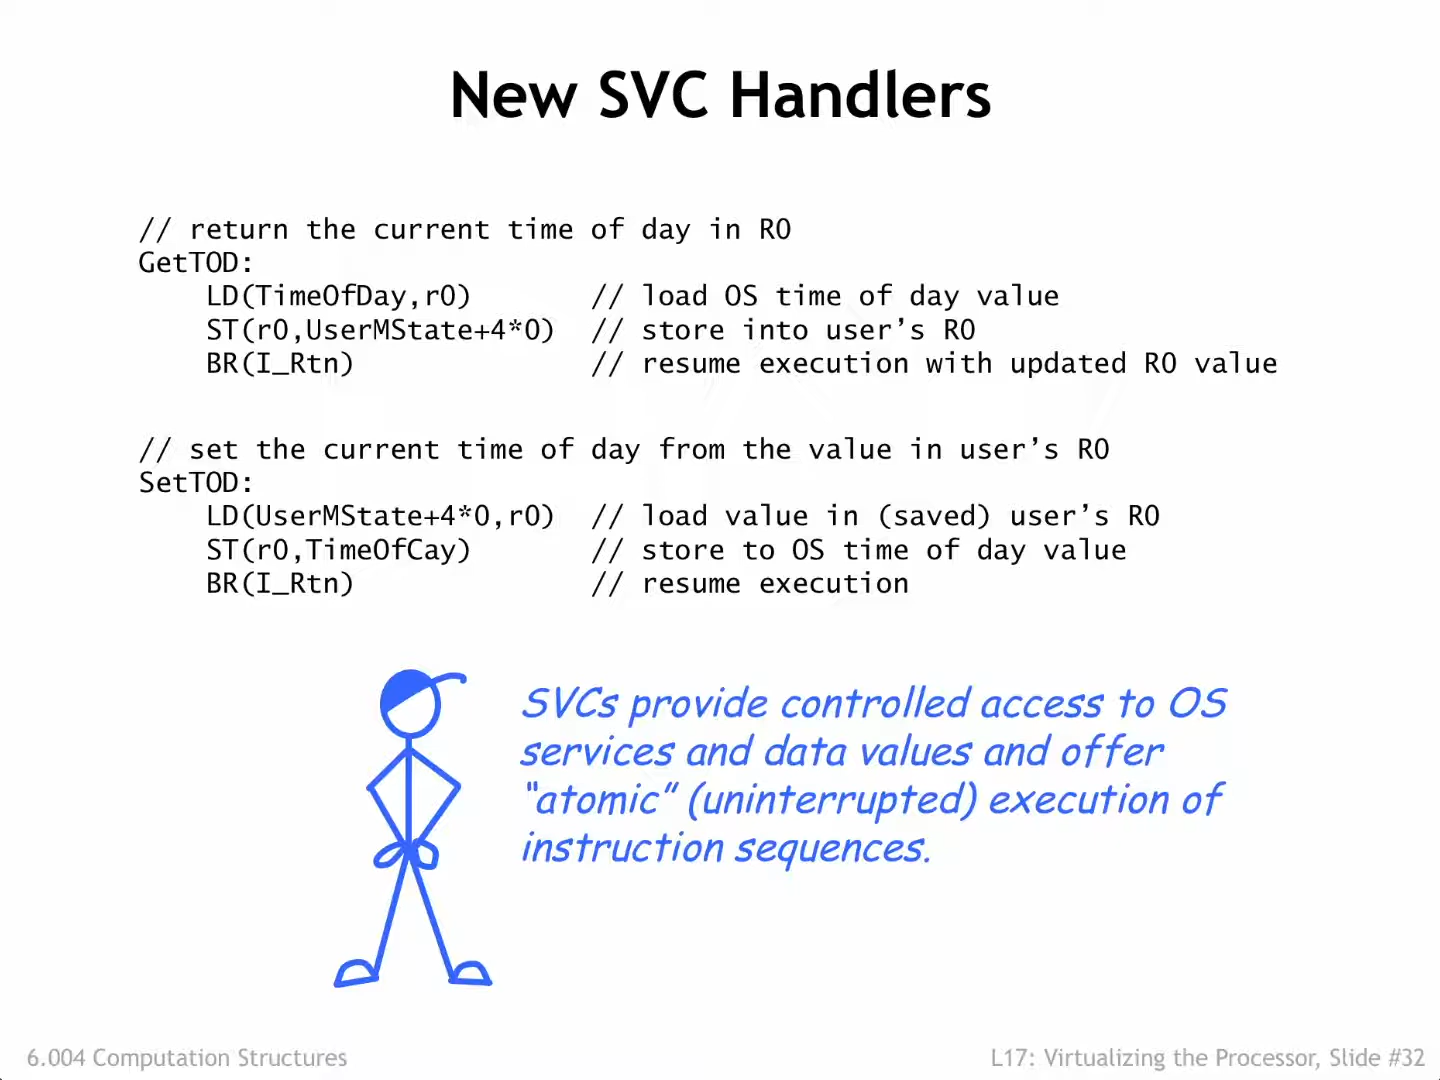 New SVC Handlers
// return the current time of day in R0
GetTOD:
LD(TimeOfDay,r0) // load OS time of day value
ST(r0,UserMState+4*0) // store into user’s R0
BR(I_Rtn) // resume execution with updated R0 value
// set the current time of day from the value in user’s R0
SetTOD:
LD(UserMState+4*0,r0) // load value in (saved) user’s R0
ST(r0,TimeOfCay) // store to OS time of day value
BR(I_Rtn) // resume execution
SVCs provide controlled access to OS
services and data values and offer
“atomic” (uninterrupted) execution of
instruction sequences.
6.004 Computation Structures
L17: Virtualizing the Processor, Slide #32